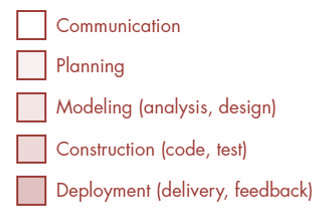 Communication
Planning
Modeling (analysis, design)
Construction (code, test)
Deployment (delivery, feedback)